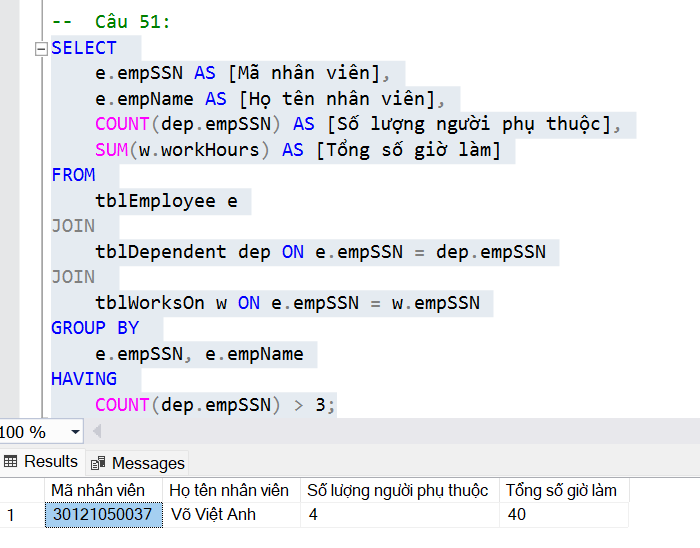 -- Câu 51:
SELECT
e.empSSN AS [Mã nhân viên],
e.empName AS [Họ tên nhân viên],
COUNT(dep.empSSN) AS [Số lượng người phụ thuộc],
SUM(w.workHours) AS [Tổng số giờ làm]
FROM
tblEmployee e
JOIN
tblDependent dep ON e.empSSN = dep.empSSN
JOIN
tblWorksOn w ON e.empSSN = w.empSSN
GROUP BY
e.empSSN, e.empName
HAVING
COUNT(dep.empSSN) > 3;
100 %
Results Messages
Mã nhân viên Họ tên nhân viên Số lượng người phụ thuộc Tổng số giờ làm
1 30121050037 Võ Việt Anh 4 40